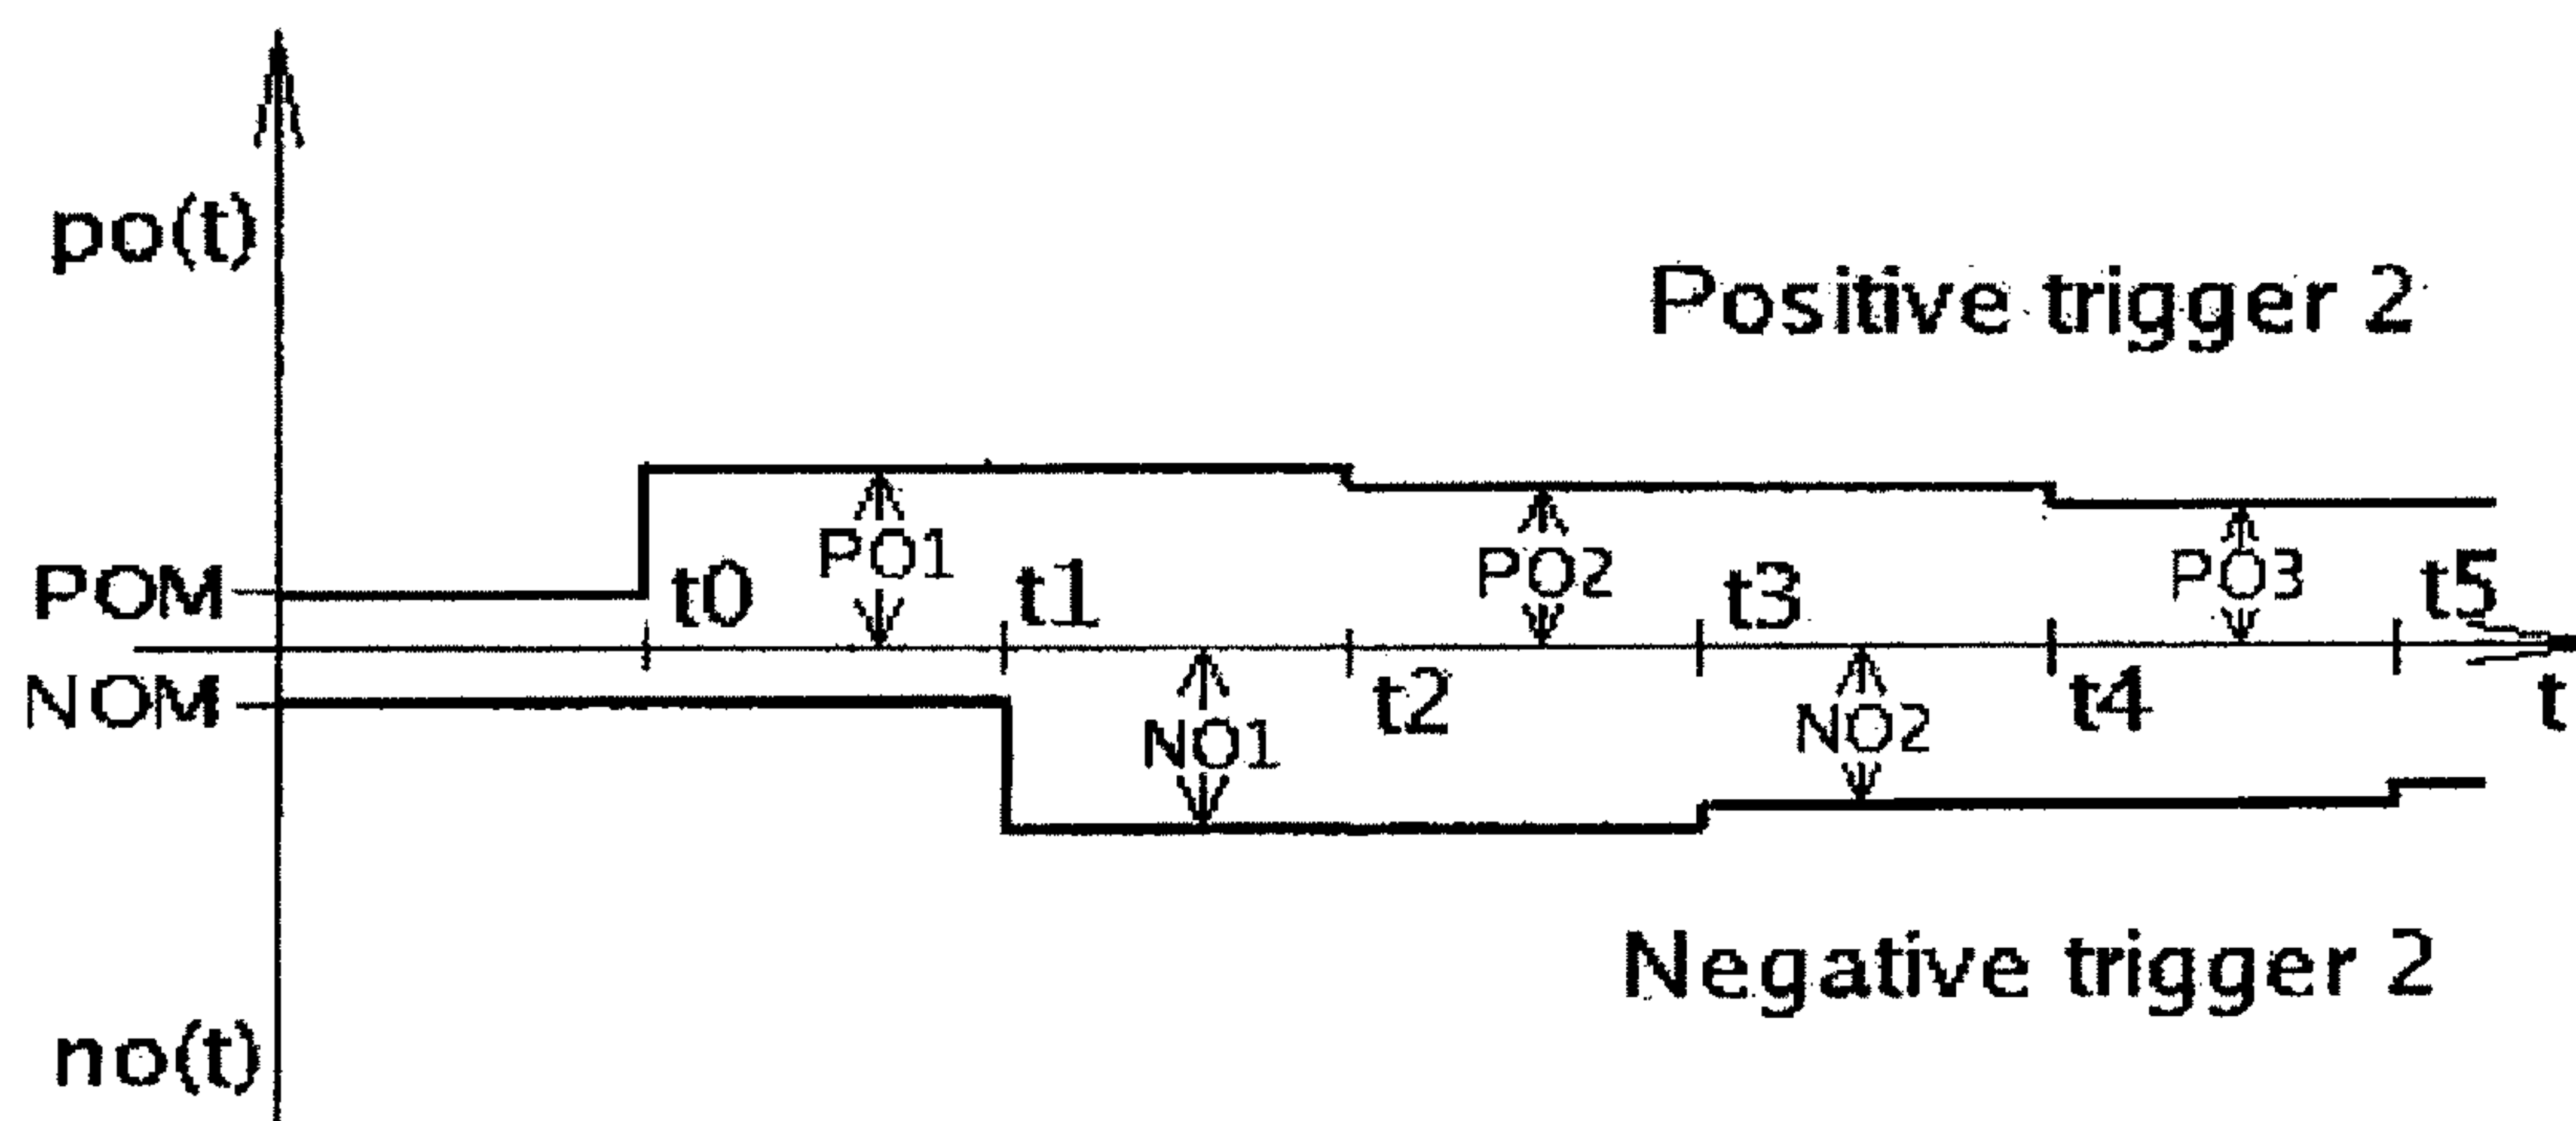 po(t)
Positive trigger 2
PO1
PO2
PO3
POM
t0
t1
t3
t5
NOM
NO1
t2
NO2
t4
t
Negative trigger 2
no(t)